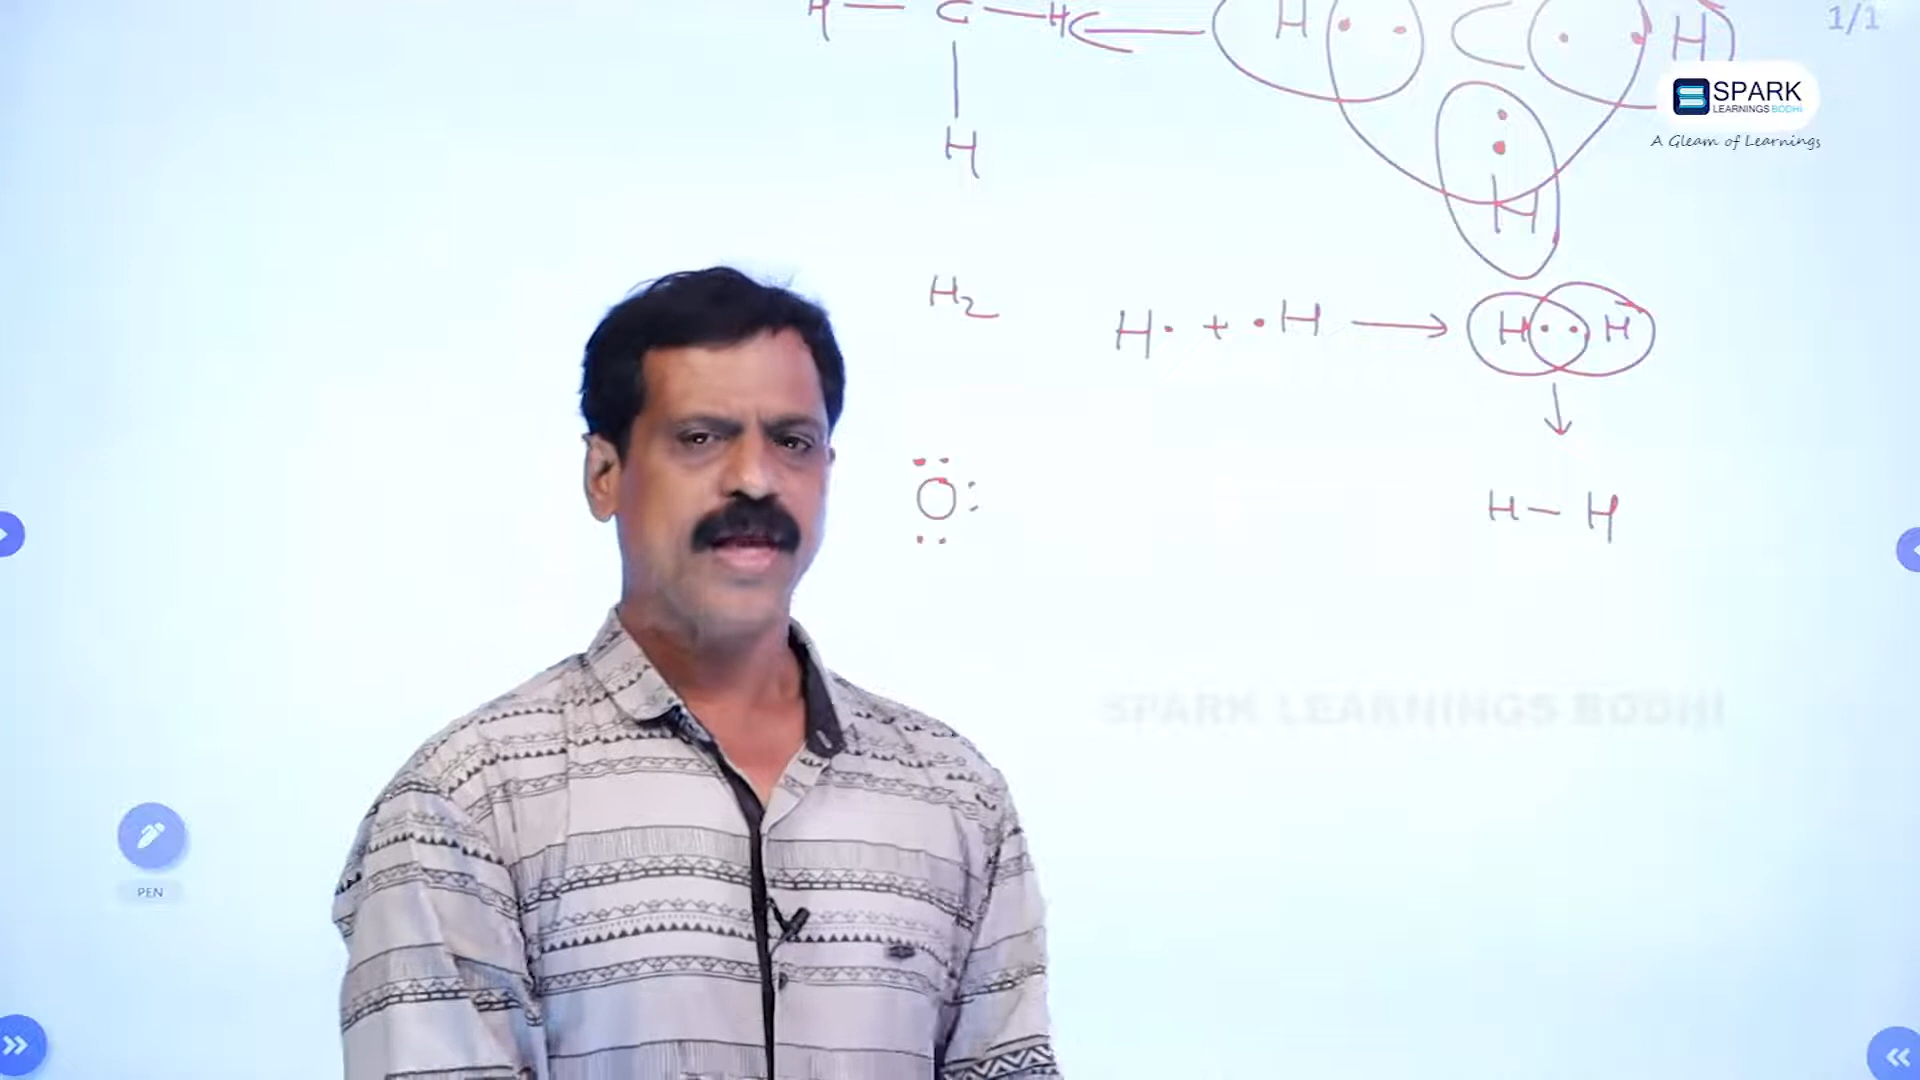 H — C — H
H · · C · · H
1/1
SPARK
LEARNINGS BODHI
A Gleam of Learnings
H
H
H₂
H· + ·H ⟶ H··H
O
H – H
SPARK LEARNINGS BODHI
PEN